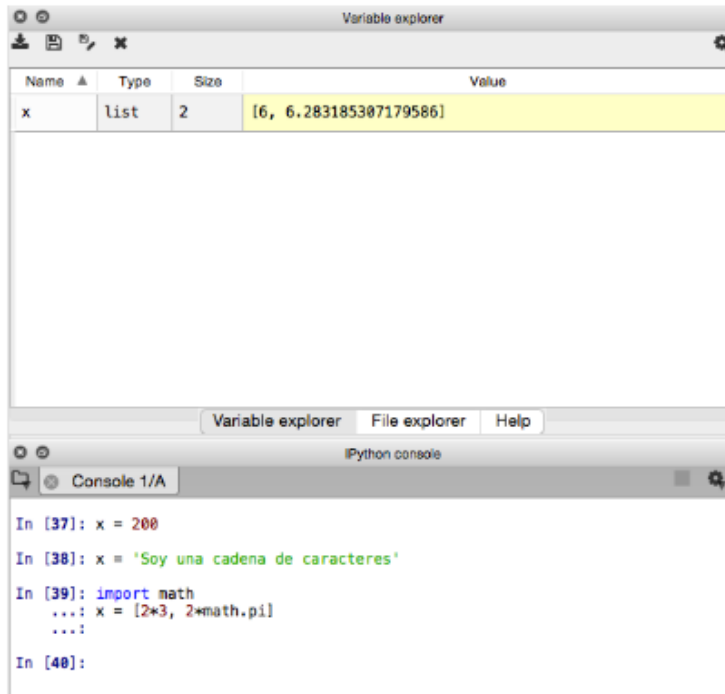 Variable explorer
Name Type Size Value
x list 2 [6, 6.283185307179586]
Variable explorer File explorer Help
IPython console
Console 1/A
In [37]: x = 200
In [38]: x = 'Soy una cadena de caracteres'
In [39]: import math
...: x = [2*3, 2*math.pi]
...:
In [40]: